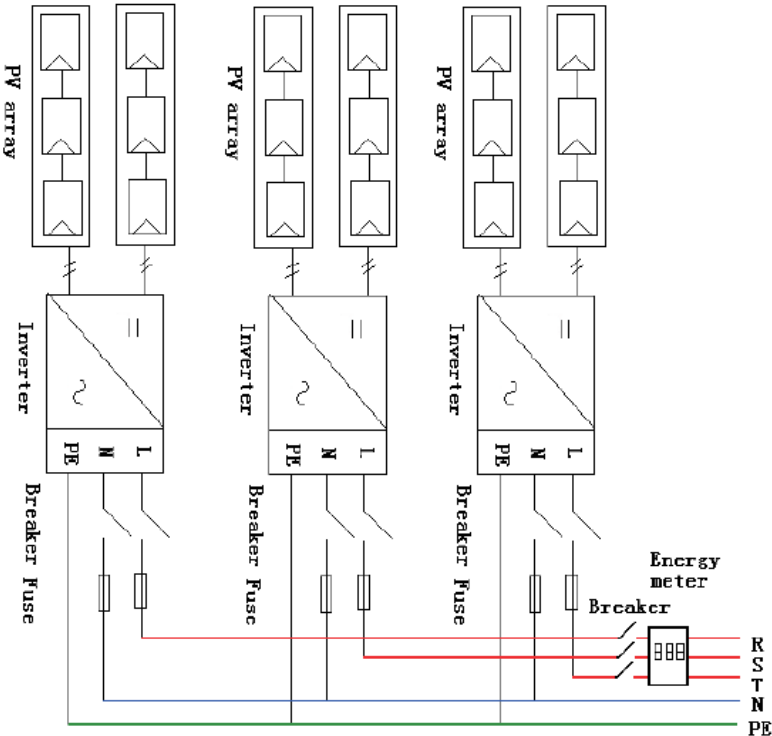 PV array
PV array
PV array
Inverter
Inverter
Inverter
PE N L
PE N L
PE N L
Breaker Fuse
Breaker Fuse
Breaker Fuse
Energy
meter
Breaker
R
S
T
N
PE